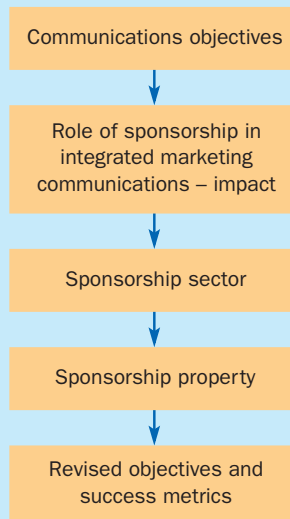 Communications objectives
Role of sponsorship in
integrated marketing
communications – impact
Sponsorship sector
Sponsorship property
Revised objectives and
success metrics